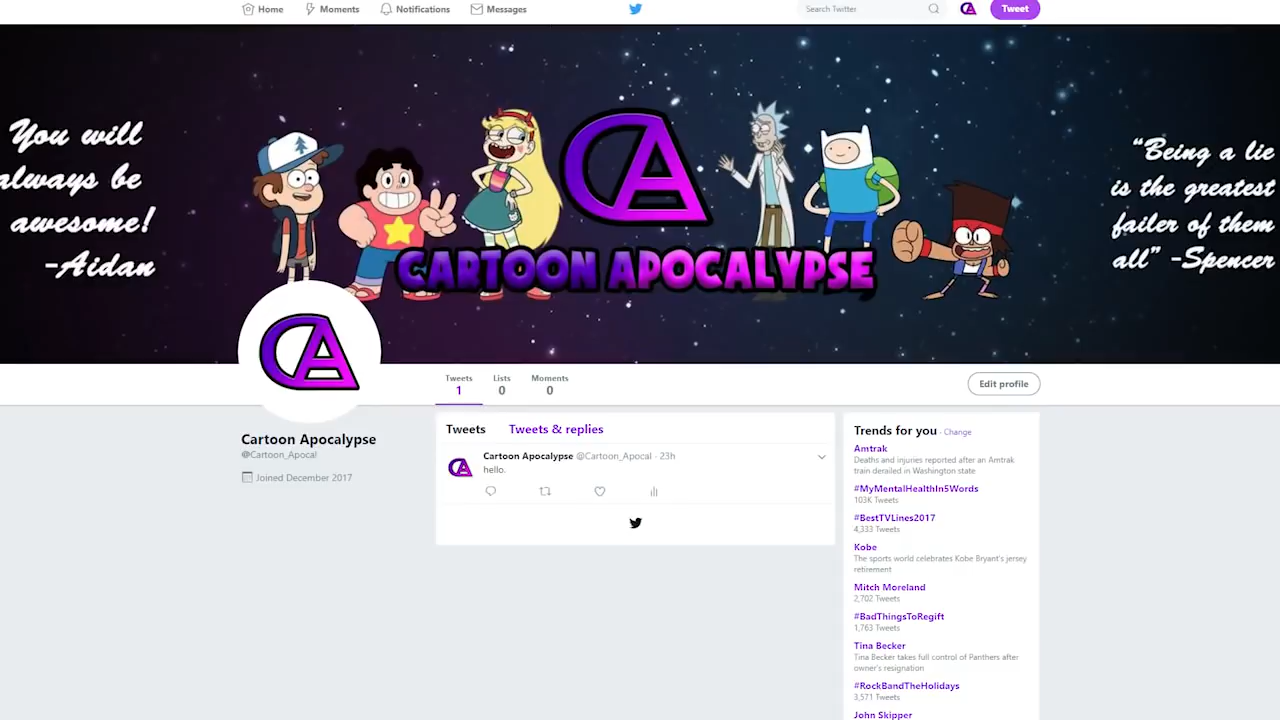 Home
Moments
Notifications
Messages
Search Twitter
CA
Tweet
You will
always be
awesome!
-Aidan
CA
CARTOON APOCALYPSE
"Being a lie
is the greatest
failer of them
all" -Spencer
CA
Tweets
1
Lists
0
Moments
0
Edit profile
Cartoon Apocalypse
@Cartoon_Apocal
Joined December 2017
Tweets
Tweets & replies
CA
Cartoon Apocalypse @Cartoon_Apocal · 23h
hello.
Trends for you · Change
Amtrak
Deaths and injuries reported after an Amtrak
train derailed in Washington state
#MyMentalHealthIn5Words
103K Tweets
#BestTVLines2017
4,333 Tweets
Kobe
The sports world celebrates Kobe Bryant's jersey
retirement
Mitch Moreland
2,702 Tweets
#BadThingsToRegift
1,763 Tweets
Tina Becker
Tina Becker takes full control of Panthers after
owner's resignation
#RockBandTheHolidays
3,571 Tweets
John Skipper